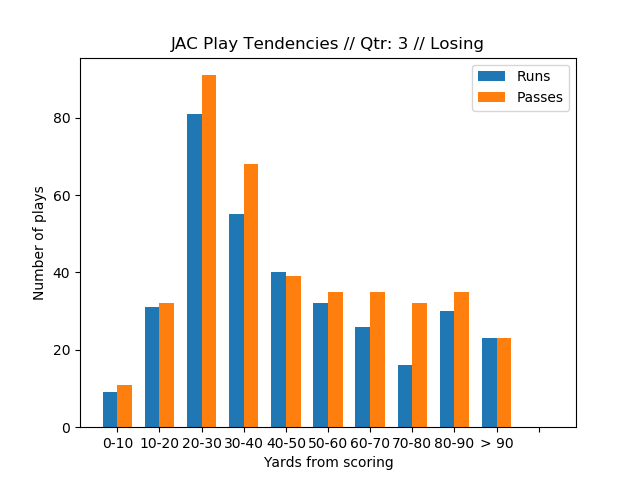 JAC Play Tendencies // Qtr: 3 // Losing
Runs
Passes
80
60
40
20
0
Number of plays
0-10 10-20 20-30 30-40 40-50 50-60 60-70 70-80 80-90 > 90
Yards from scoring